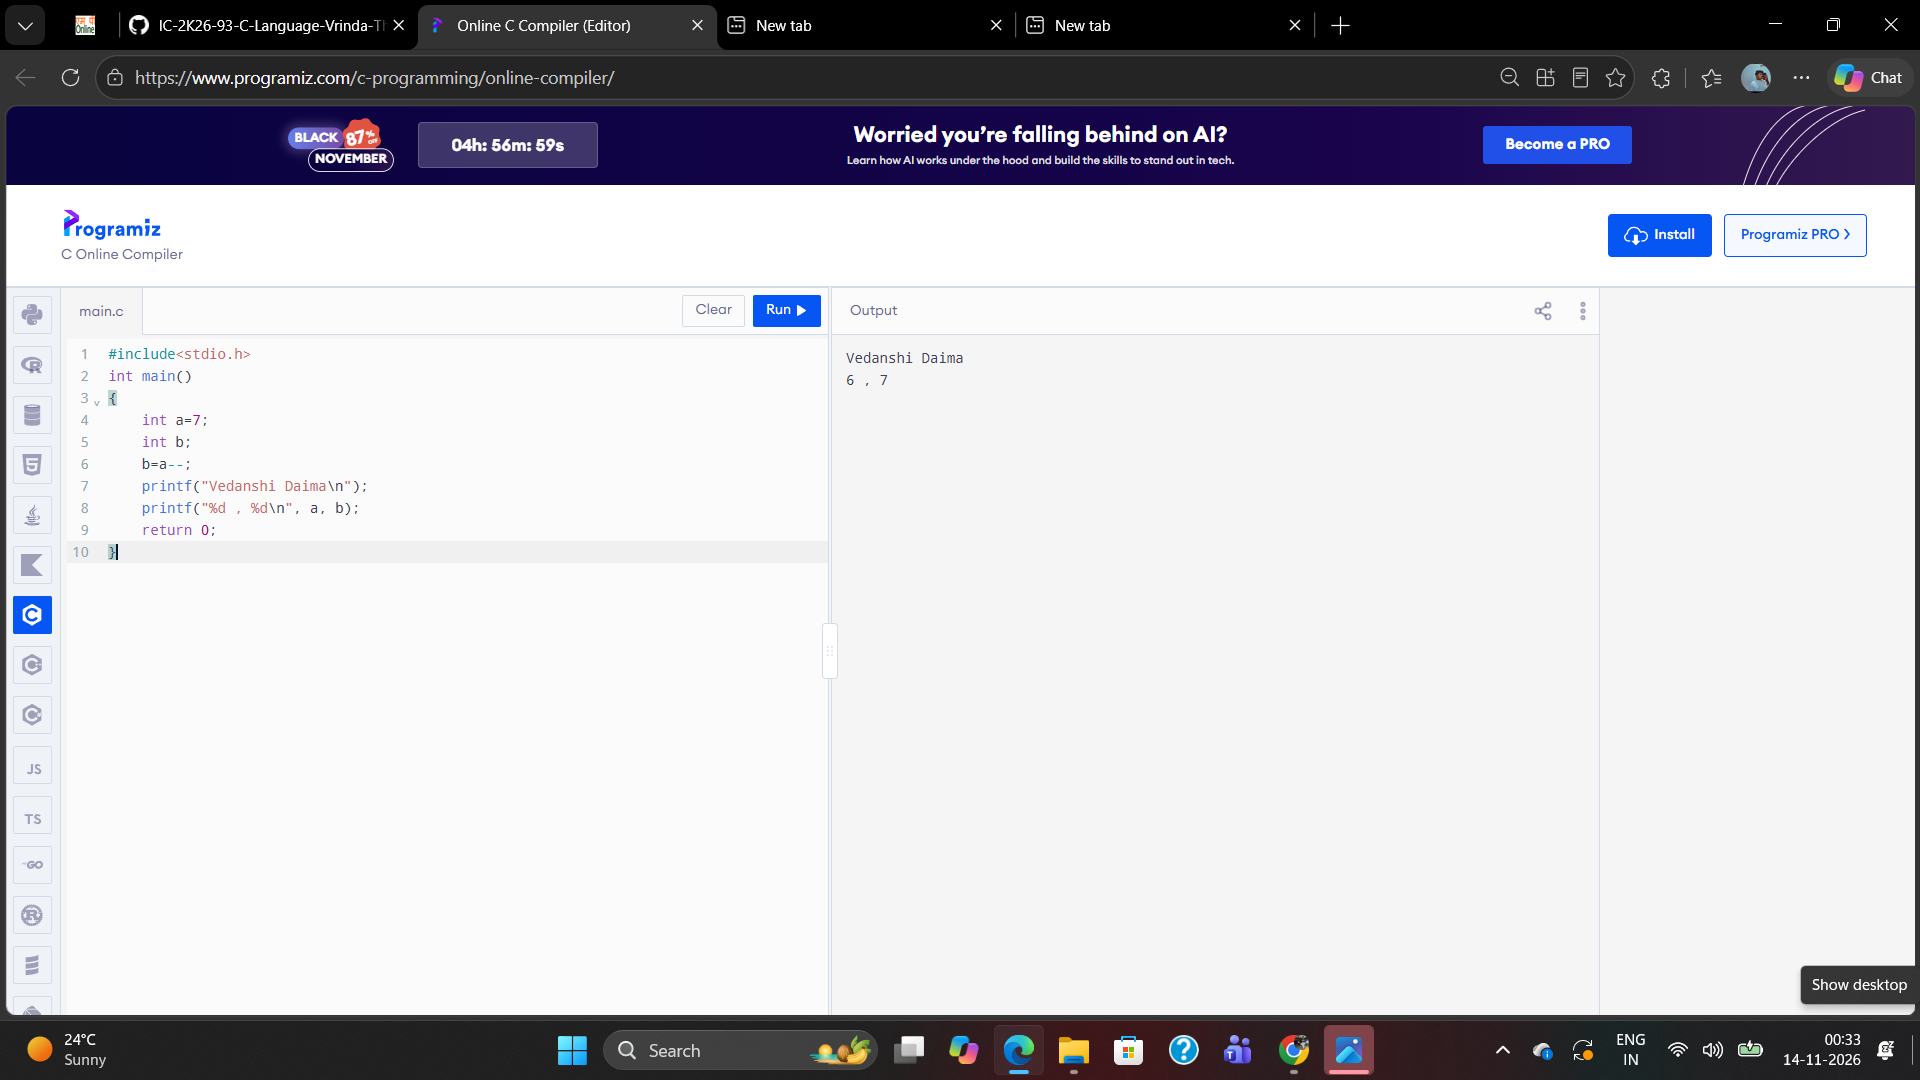 Online
IC-2K26-93-C-Language-Vrinda-Th
Online C Compiler (Editor)
New tab
New tab
https://www.programiz.com/c-programming/online-compiler/
Chat
BLACK 87% OFF
NOVEMBER
04h: 56m: 59s
Worried you're falling behind on AI?
Learn how AI works under the hood and build the skills to stand out in tech.
Become a PRO
Programiz
C Online Compiler
Install
Programiz PRO >
main.c
Clear
Run
Output
1 #include<stdio.h>
2 int main()
3 {
4 int a=7;
5 int b;
6 b=a--;
7 printf("Vedanshi Daima\n");
8 printf("%d , %d\n", a, b);
9 return 0;
10 }
Vedanshi Daima
6 , 7
JS
TS
GO
Show desktop
24°C
Sunny
Search
ENG
IN
00:33
14-11-2026